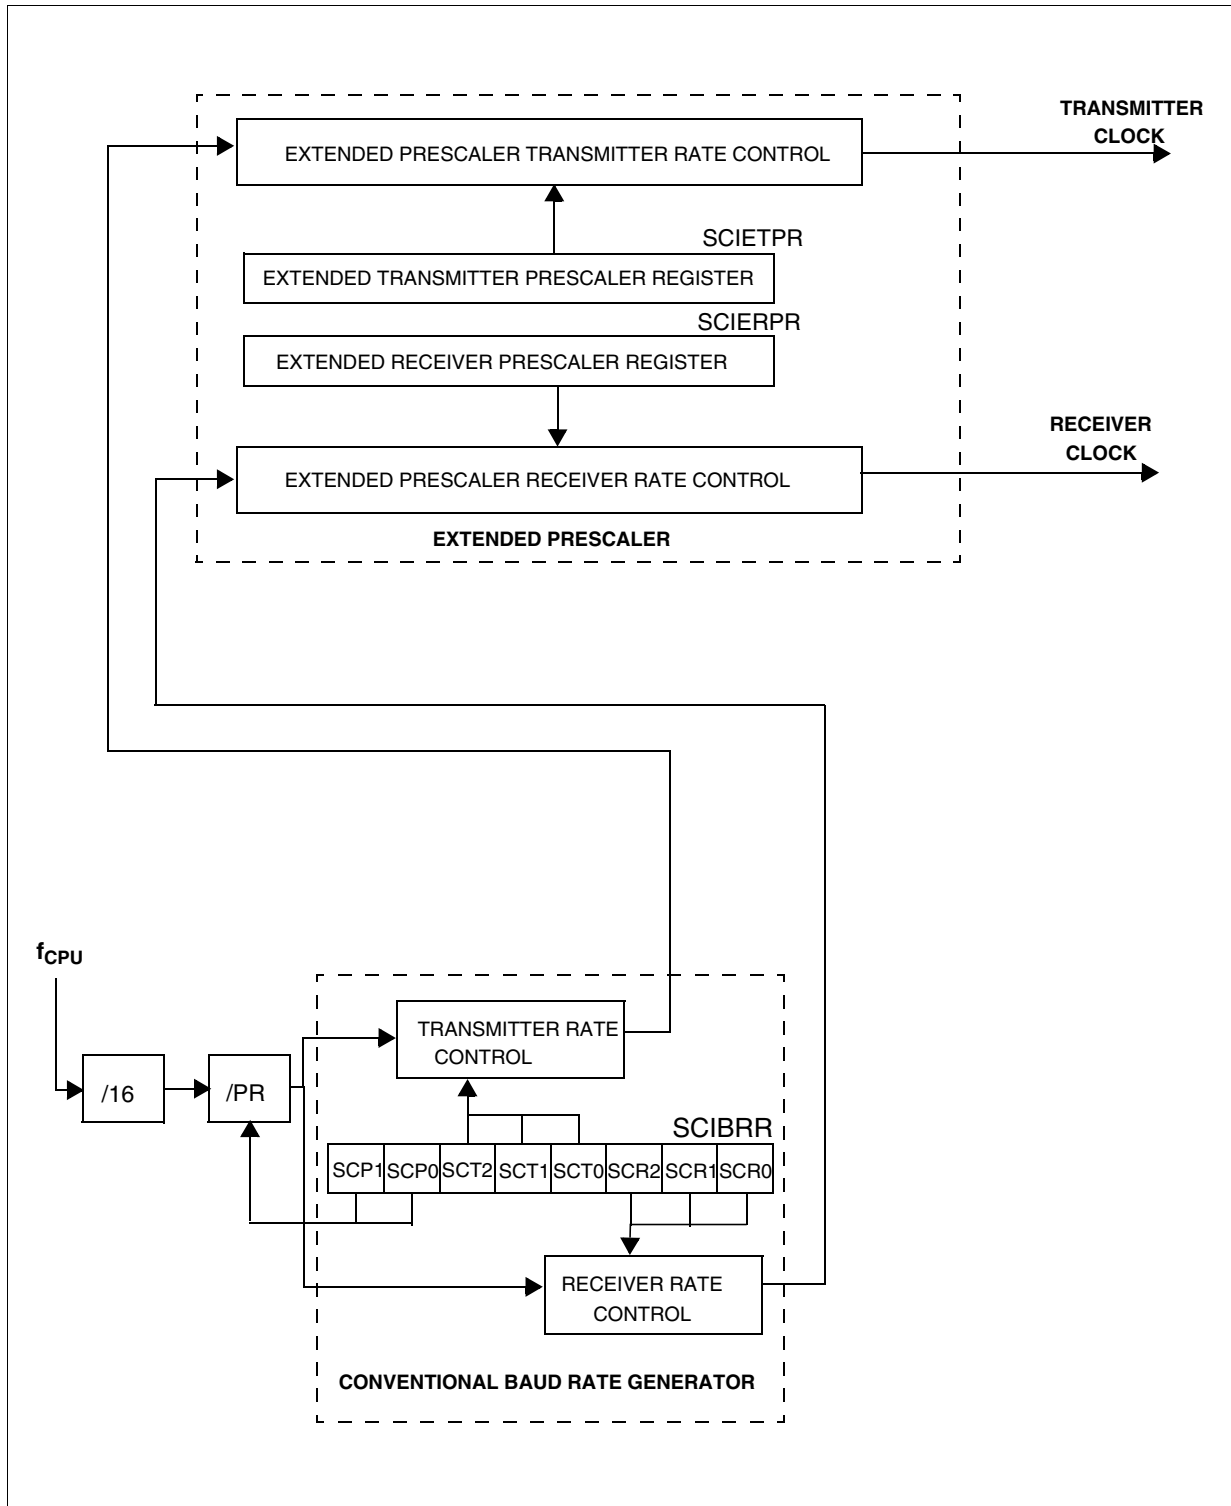 TRANSMITTER
CLOCK
EXTENDED PRESCALER TRANSMITTER RATE CONTROL
SCIETPR
EXTENDED TRANSMITTER PRESCALER REGISTER
SCIERPR
EXTENDED RECEIVER PRESCALER REGISTER
RECEIVER
CLOCK
EXTENDED PRESCALER RECEIVER RATE CONTROL
EXTENDED PRESCALER
fCPU
TRANSMITTER RATE
CONTROL
/16
/PR
SCIBRR
SCP1 SCP0 SCT2 SCT1 SCT0 SCR2 SCR1 SCR0
RECEIVER RATE
CONTROL
CONVENTIONAL BAUD RATE GENERATOR